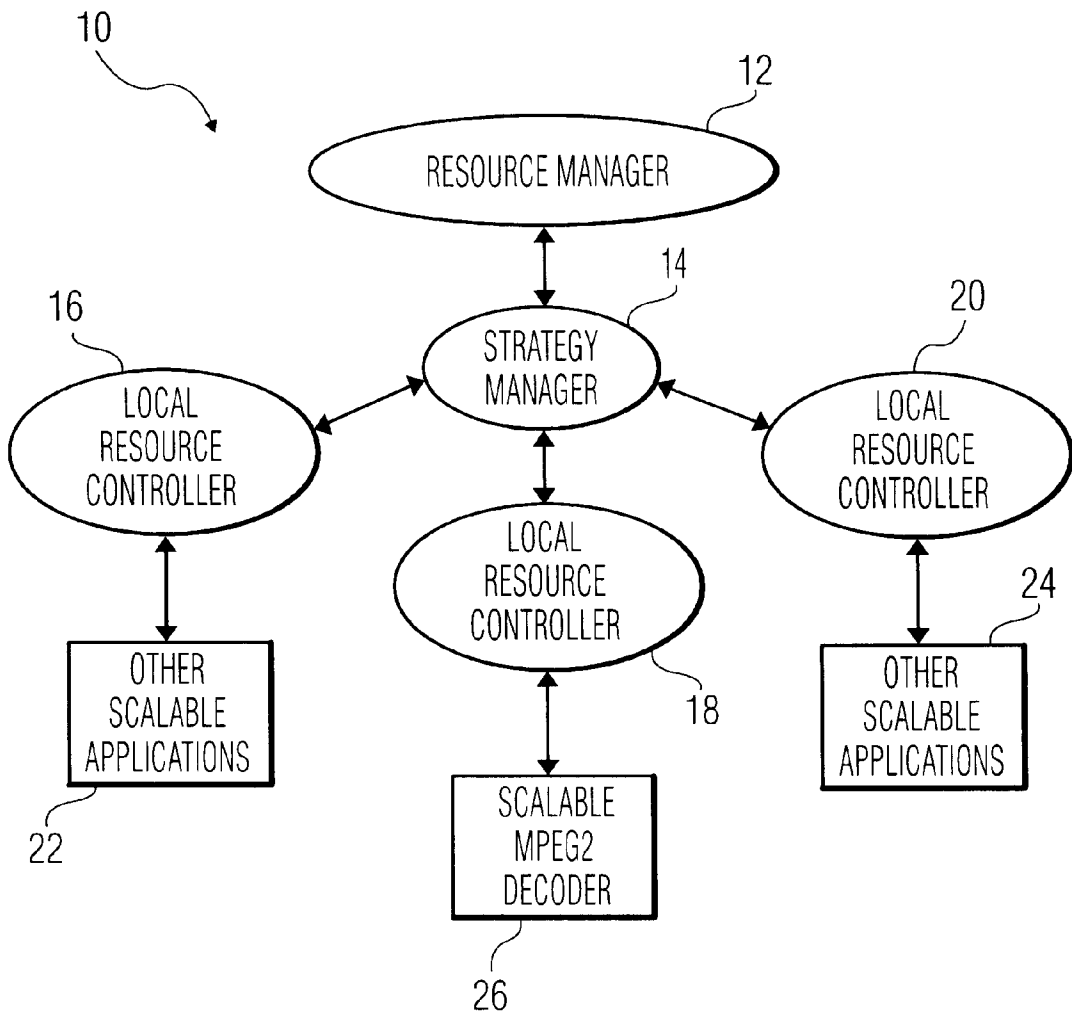 10
12
RESOURCE MANAGER
14
STRATEGY
MANAGER
16
LOCAL
RESOURCE
CONTROLLER
20
LOCAL
RESOURCE
CONTROLLER
LOCAL
RESOURCE
CONTROLLER
18
OTHER
SCALABLE
APPLICATIONS
22
24
OTHER
SCALABLE
APPLICATIONS
SCALABLE
MPEG2
DECODER
26